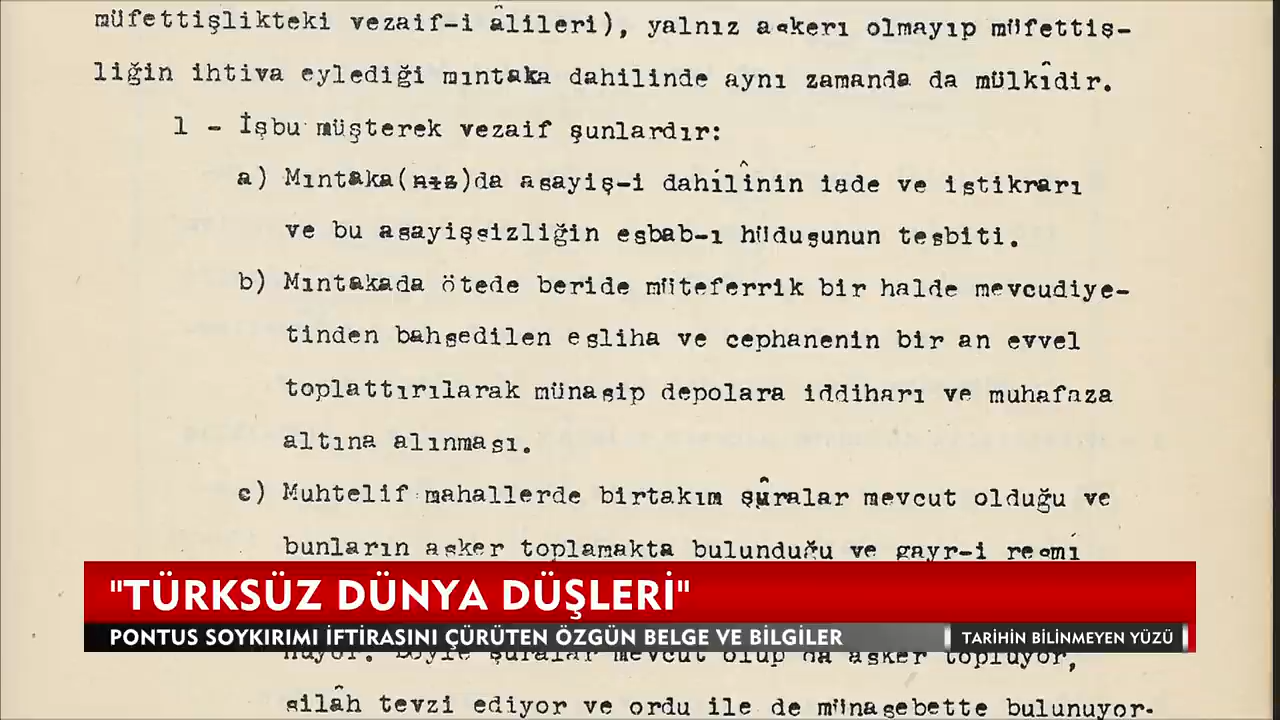 müfettişlikteki vezaif-i âlileri), yalnız askerî olmayıp müfettiş-
liğin ihtiva eylediği mıntaka dahilinde aynı zamanda da mülkîdir.
1 - İşbu müşterek vezaif şunlardır:
a) Mıntaka(nız)da asayiş-i dahilînin iade ve istikrarı
ve bu asayişsizliğin esbab-ı hüdusunun tesbiti.
b) Mıntakada ötede beride müteferrik bir halde mevcudiye-
tinden bahsedilen esliha ve cephanenin bir an evvel
toplattırılarak münasip depolara iddiharı ve muhafaza
altına alınması.
c) Muhtelif mahallerde birtakım şûralar mevcut olduğu ve
bunların asker toplamakta bulunduğu ve gayr-i resmî
"TÜRKSÜZ DÜNYA DÜŞLERİ"
PONTUS SOYKIRIMI İFTİRASINI ÇÜRÜTEN ÖZGÜN BELGE VE BİLGİLER
TARİHİN BİLİNMEYEN YÜZÜ
Böyle şûralar mevcut olup da asker topluyor,
silâh tevzi ediyor ve ordu ile de münasebette bulunuyor-